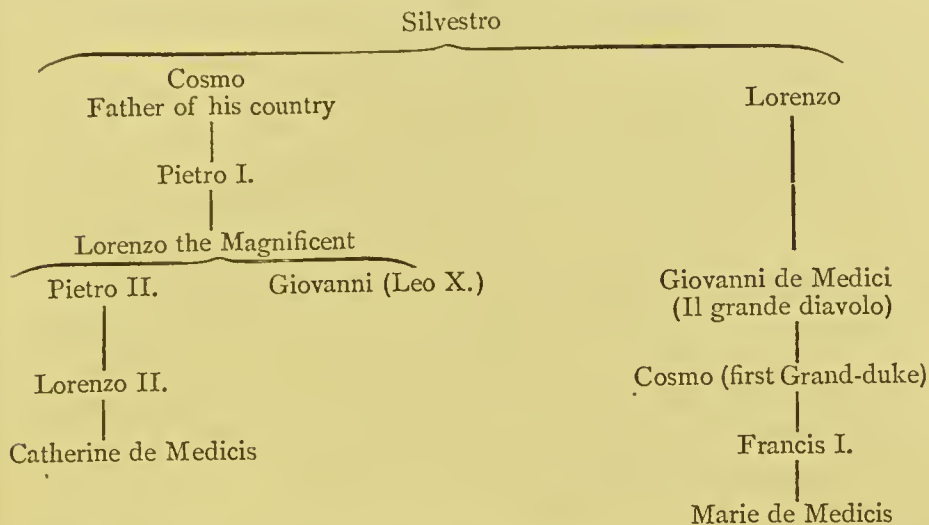 Silvestro
Cosmo
Father of his country
Lorenzo
Pietro I.
Lorenzo the Magnificent
Pietro II.
Giovanni (Leo X.)
Giovanni de Medici
(Il grande diavolo)
Lorenzo II.
Cosmo (first Grand-duke)
Catherine de Medicis
Francis I.
Marie de Medicis